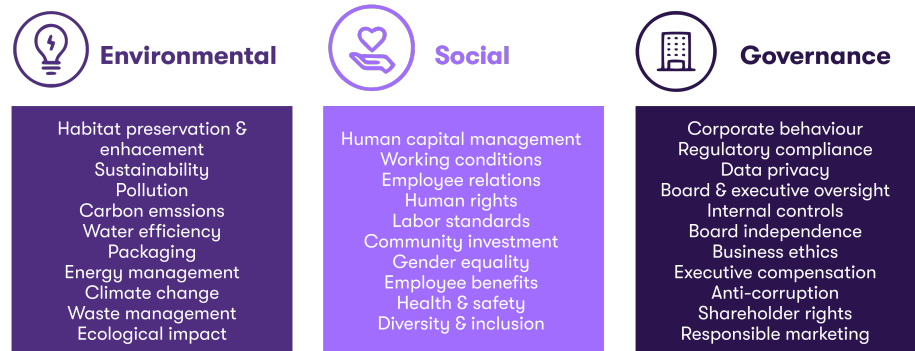 Environmental
Habitat preservation &
enhacement
Sustainability
Pollution
Carbon emssions
Water efficiency
Packaging
Energy management
Climate change
Waste management
Ecological impact
Social
Human capital management
Working conditions
Employee relations
Human rights
Labor standards
Community investment
Gender equality
Employee benefits
Health & safety
Diversity & inclusion
Governance
Corporate behaviour
Regulatory compliance
Data privacy
Board & executive oversight
Internal controls
Board independence
Business ethics
Executive compensation
Anti-corruption
Shareholder rights
Responsible marketing